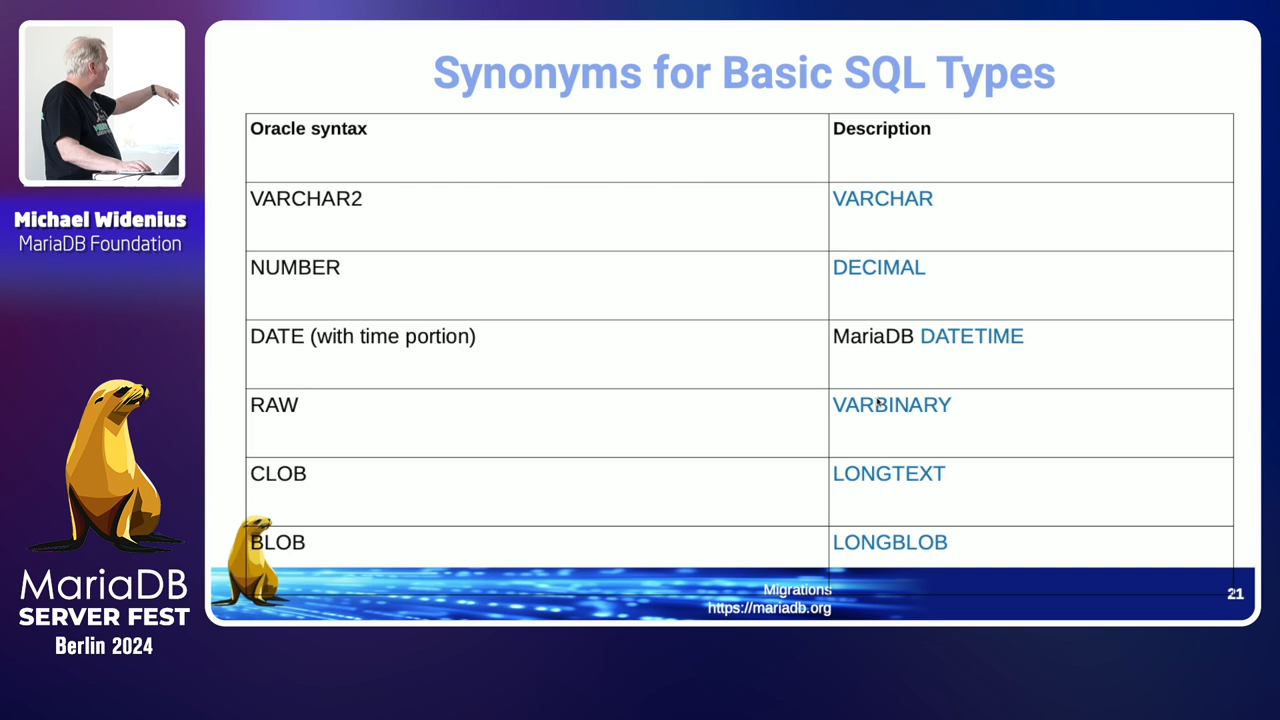 Synonyms for Basic SQL Types
Oracle syntax Description
VARCHAR2 VARCHAR
NUMBER DECIMAL
DATE (with time portion) MariaDB DATETIME
RAW VARBINARY
CLOB LONGTEXT
BLOB LONGBLOB
Migrations
https://mariadb.org
21
Michael Widenius
MariaDB Foundation
MariaDB
SERVER FEST
Berlin 2024